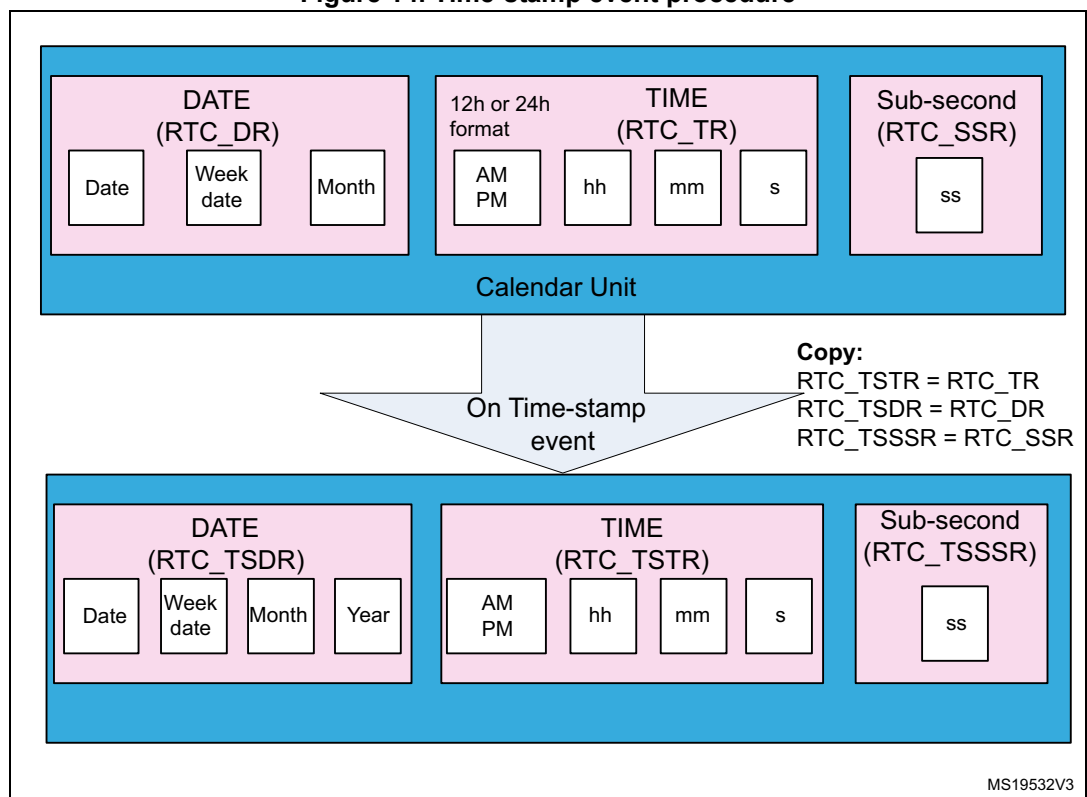 DATE
(RTC_DR)
Date
Week
date
Month
12h or 24h
format
TIME
(RTC_TR)
AM
PM
hh
mm
s
Sub-second
(RTC_SSR)
ss
Calendar Unit
On Time-stamp
event
Copy:
RTC_TSTR = RTC_TR
RTC_TSDR = RTC_DR
RTC_TSSSR = RTC_SSR
DATE
(RTC_TSDR)
Date
Week
date
Month
Year
TIME
(RTC_TSTR)
AM
PM
hh
mm
s
Sub-second
(RTC_TSSSR)
ss
MS19532V3